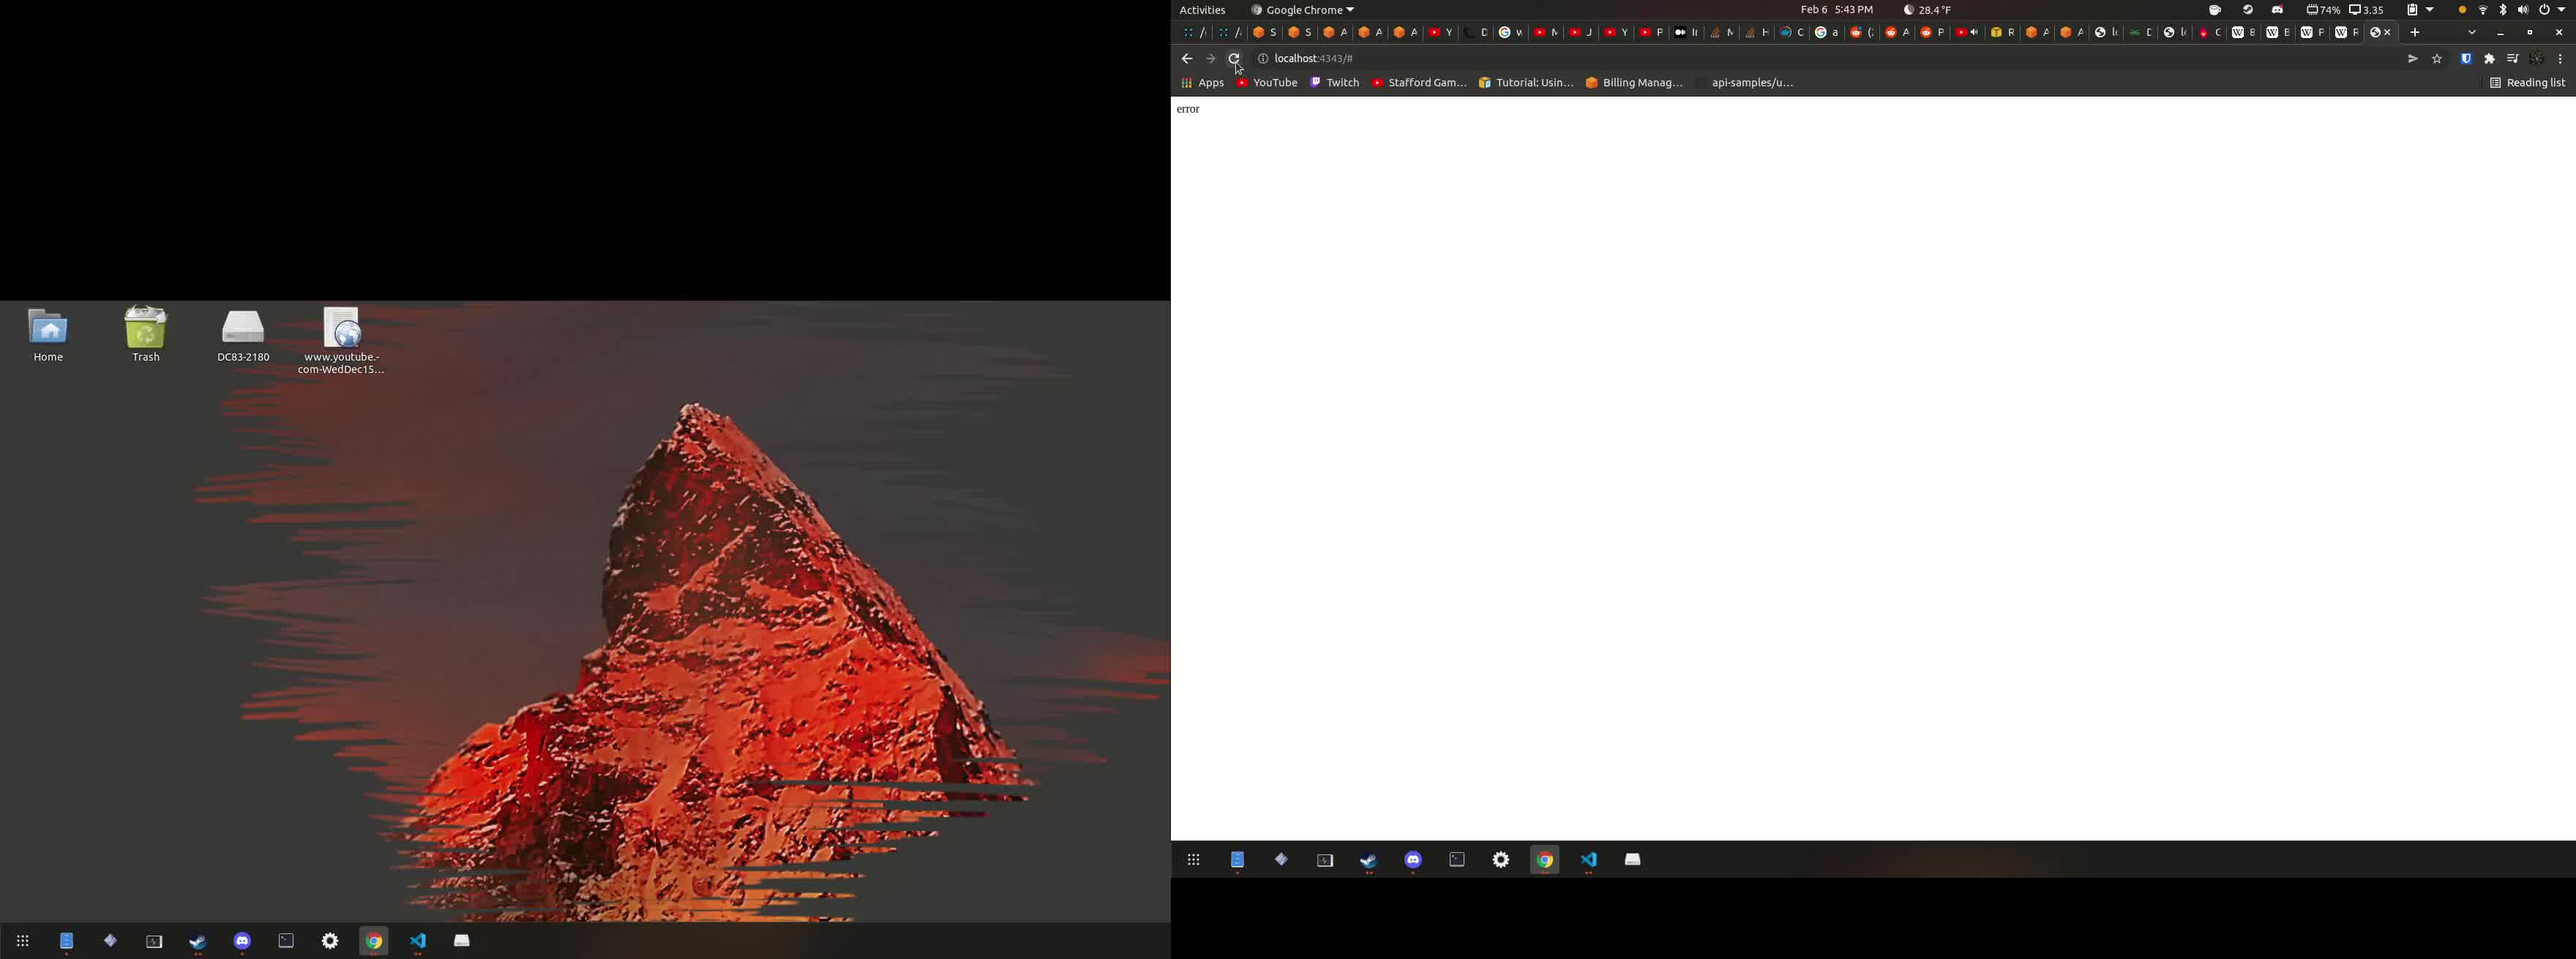 Activities
Google Chrome
Feb 6 5:43 PM
28.4 °F
74%
3.35
localhost:4343/#
Apps
YouTube
Twitch
Stafford Gam...
Tutorial: Usin...
Billing Manag...
api-samples/u...
Reading list
error
Home
Trash
DC83-2180
www.youtube.-
com-WedDec15...